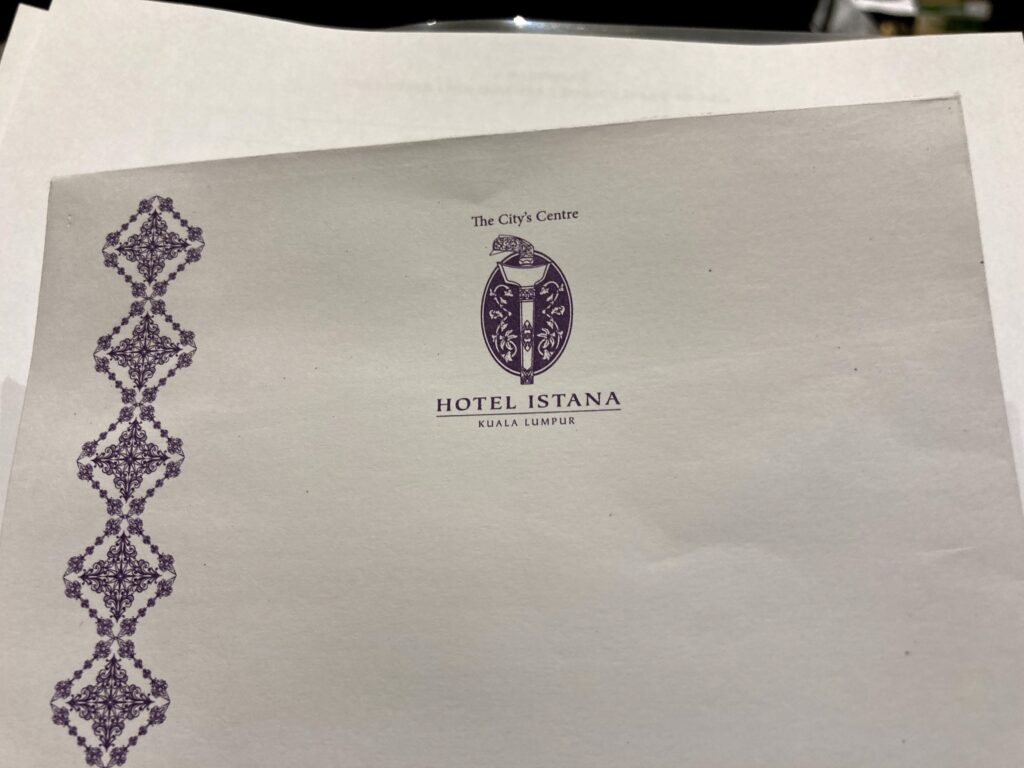 The City's Centre
HOTEL ISTANA
KUALA LUMPUR